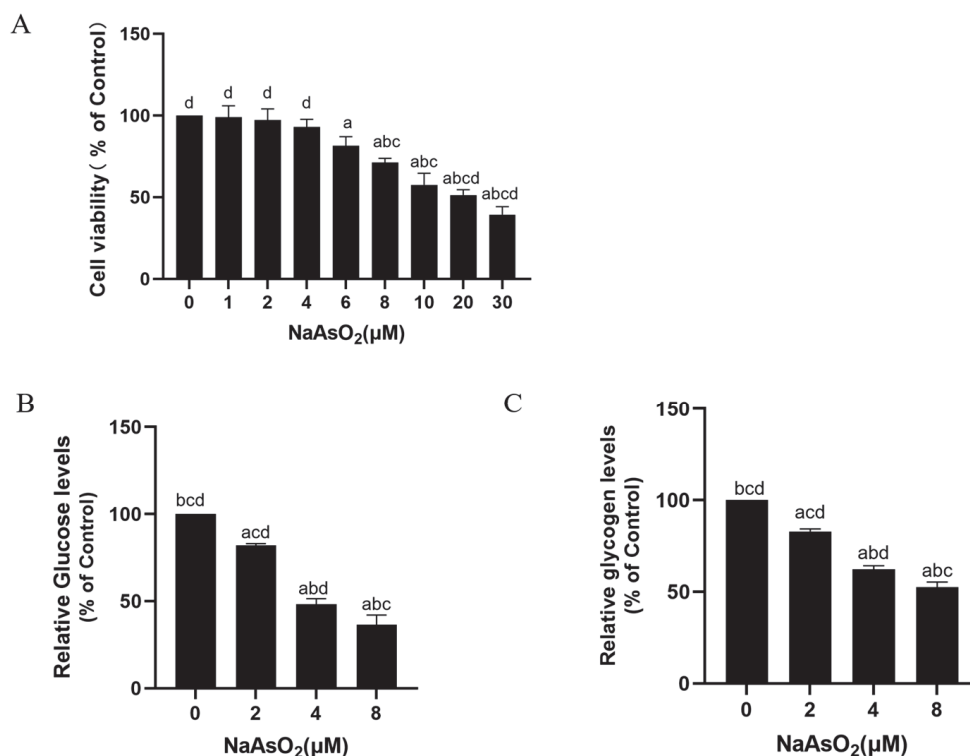 A
Cell viability ( % of Control)
150
100
50
0
d d d d a abc abc abcd abcd
0 1 2 4 6 8 10 20 30
NaAsO₂(μM)
B
Relative Glucose levels
(% of Control)
150
100
50
0
bcd acd abd abc
0 2 4 8
NaAsO₂(μM)
C
Relative glycogen levels
(% of Control)
150
100
50
0
bcd acd abd abc
0 2 4 8
NaAsO₂(μM)